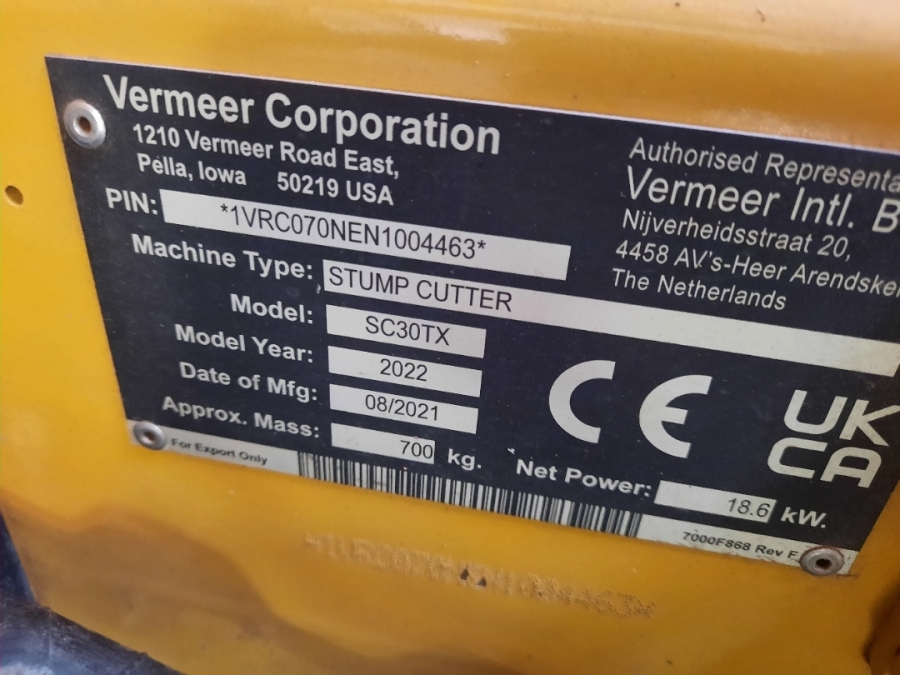 Vermeer Corporation
1210 Vermeer Road East,
Pella, Iowa 50219 USA
PIN: *1VRC070NEN1004463*
Machine Type: STUMP CUTTER
Model: SC30TX
Model Year: 2022
Date of Mfg: 08/2021
Approx. Mass: 700 kg.
For Export Only
Authorised
Vermeer Intl.
Nijverheidsstraat 20,
4458 AV's-Heer
The Netherlands
CE
UK
CA
Net Power: 18.6 kW.
7000F868 Rev F